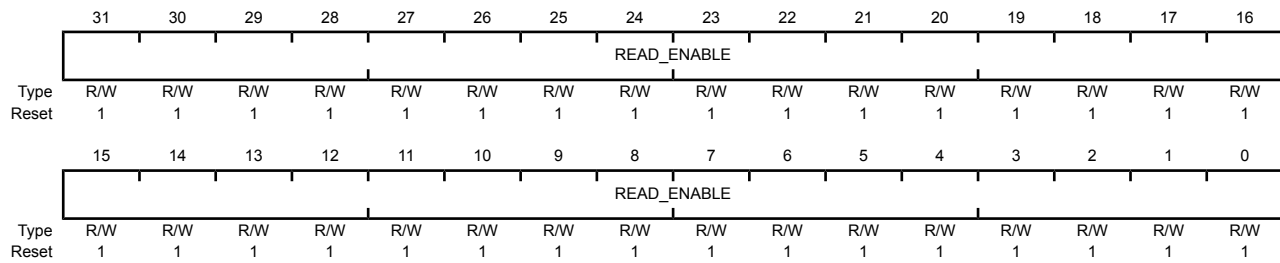 31 30 29 28 27 26 25 24 23 22 21 20 19 18 17 16
READ_ENABLE
Type R/W R/W R/W R/W R/W R/W R/W R/W R/W R/W R/W R/W R/W R/W R/W R/W
Reset 1 1 1 1 1 1 1 1 1 1 1 1 1 1 1 1
15 14 13 12 11 10 9 8 7 6 5 4 3 2 1 0
READ_ENABLE
Type R/W R/W R/W R/W R/W R/W R/W R/W R/W R/W R/W R/W R/W R/W R/W R/W
Reset 1 1 1 1 1 1 1 1 1 1 1 1 1 1 1 1